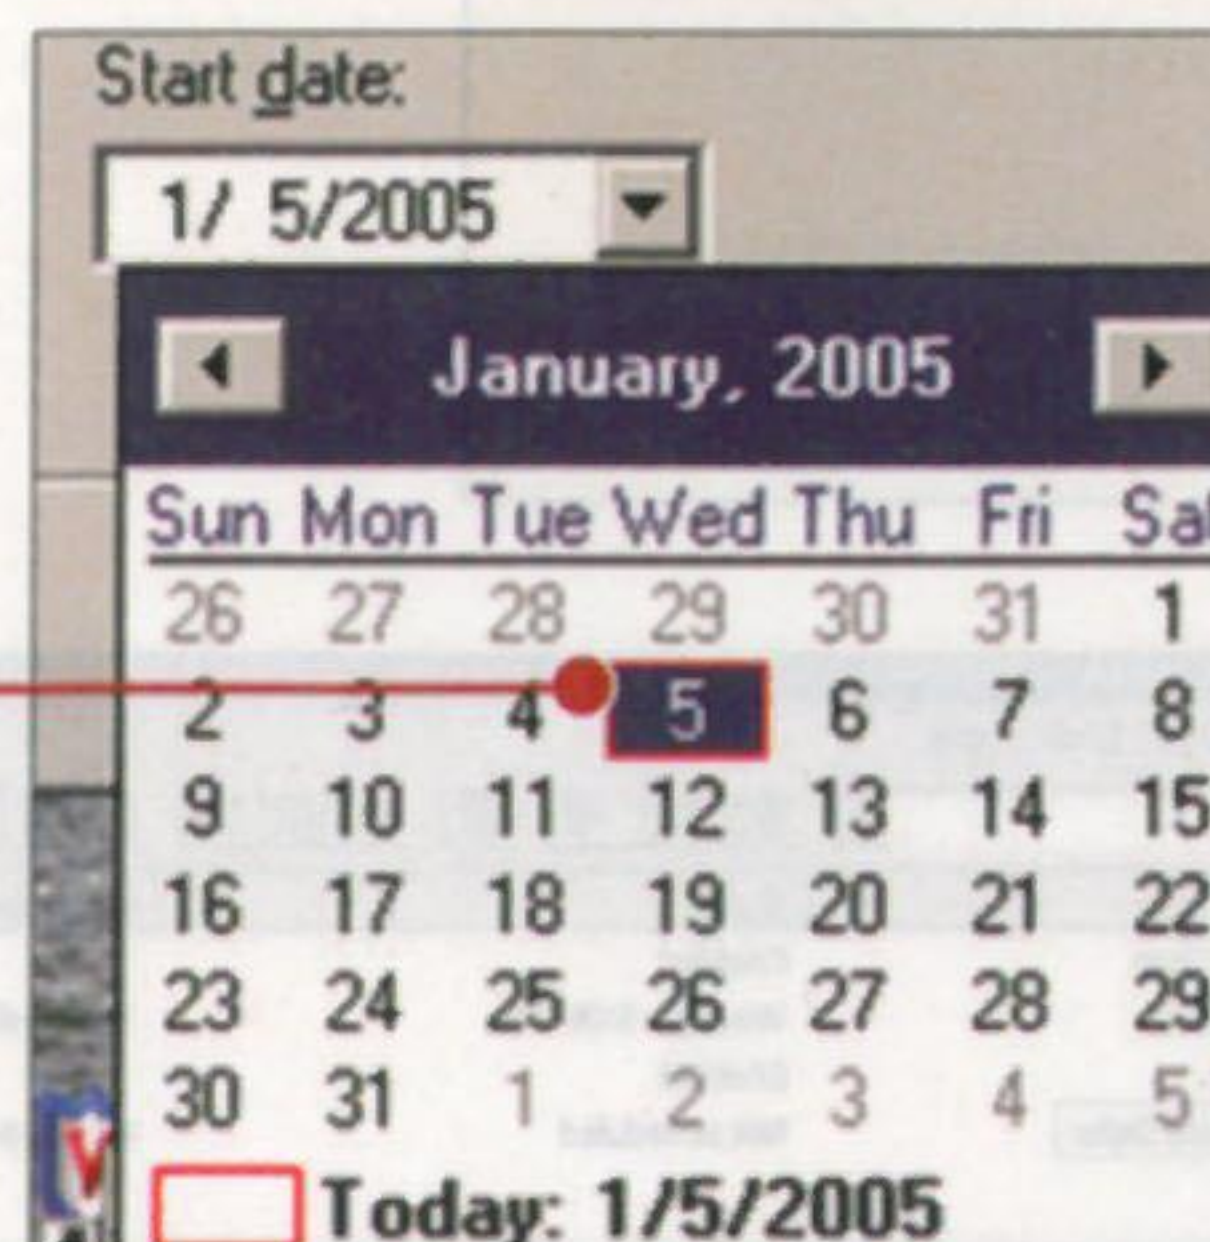 Start date:
1/ 5/2005
January, 2005
Sun Mon Tue Wed Thu Fri Sat
26 27 28 29 30 31 1
2 3 4 5 6 7 8
9 10 11 12 13 14 15
16 17 18 19 20 21 22
23 24 25 26 27 28 29
30 31 1 2 3 4 5
Today: 1/5/2005